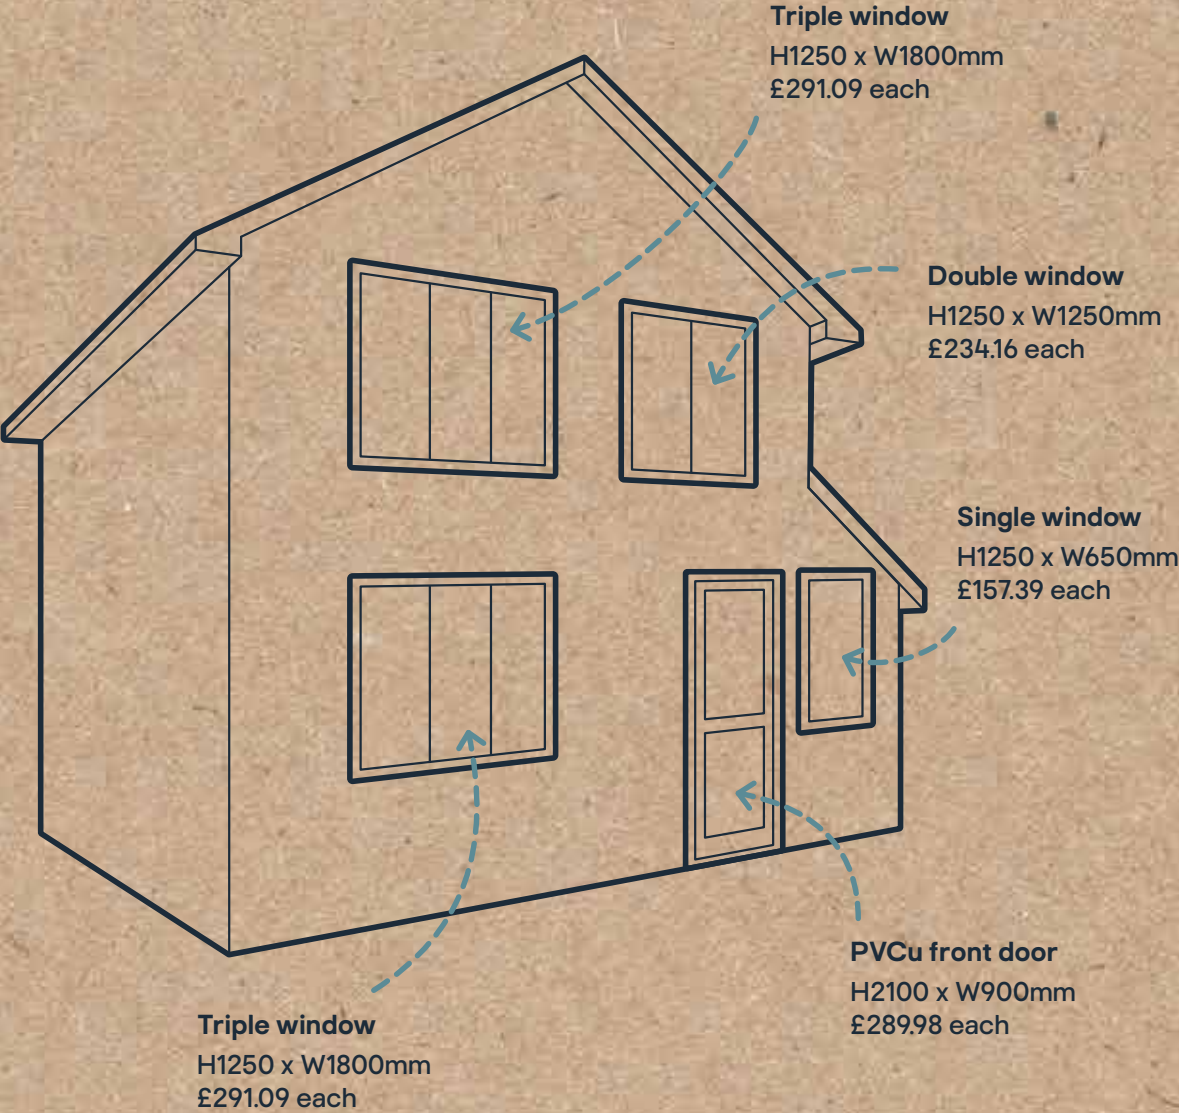 Triple window
H1250 x W1800mm
£291.09 each
Double window
H1250 x W1250mm
£234.16 each
Single window
H1250 x W650mm
£157.39 each
PVCu front door
H2100 x W900mm
£289.98 each
Triple window
H1250 x W1800mm
£291.09 each